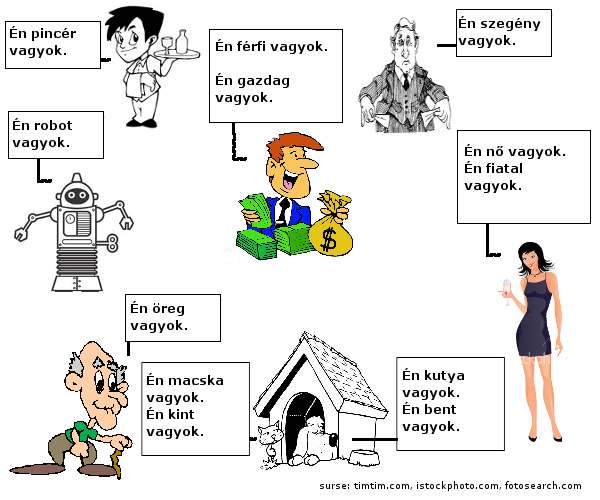 Én pincér
vagyok.
Én férfi vagyok.
Én gazdag
vagyok.
Én szegény
vagyok.
Én robot
vagyok.
$
Én nő vagyok.
Én fiatal
vagyok.
Én öreg
vagyok.
Én macska
vagyok.
Én kint
vagyok.
Én kutya
vagyok.
Én bent
vagyok.
surse: timtim.com, istockphoto.com, fotosearch.com